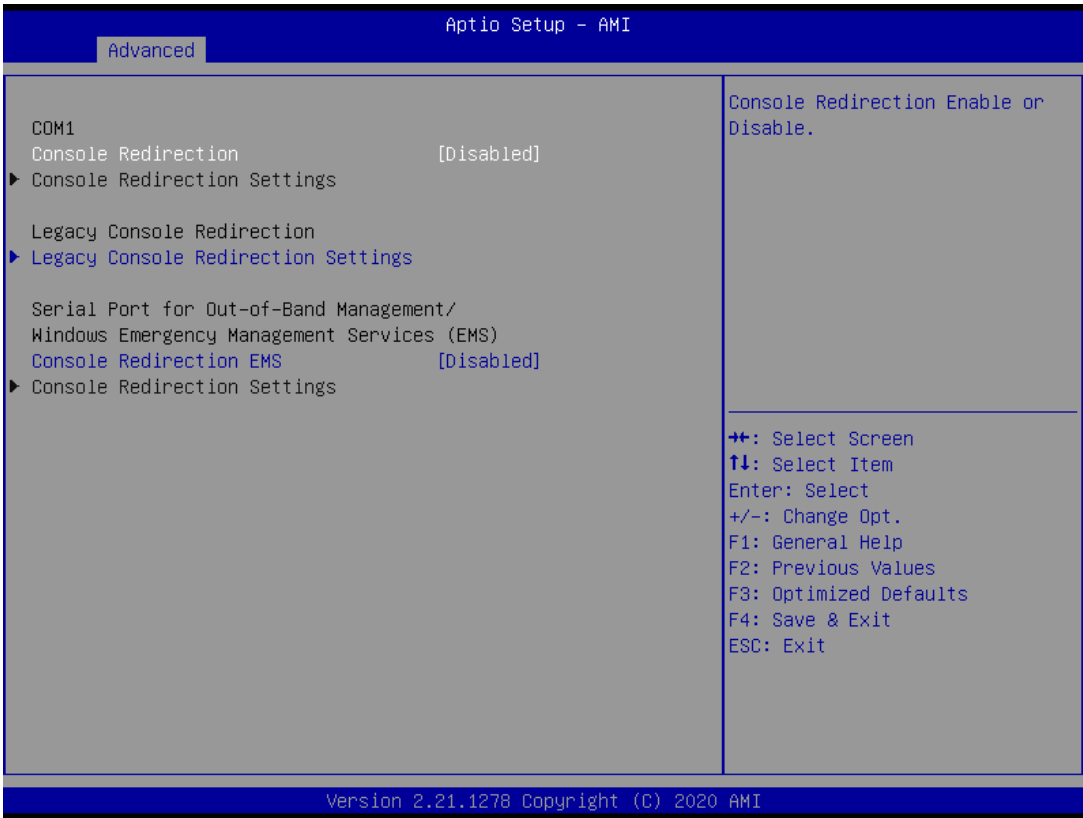 Aptio Setup - AMI
Advanced
COM1
Console Redirection [Disabled]
Console Redirection Settings
Legacy Console Redirection
Legacy Console Redirection Settings
Serial Port for Out-of-Band Management/
Windows Emergency Management Services (EMS)
Console Redirection EMS [Disabled]
Console Redirection Settings
Console Redirection Enable or
Disable.
→←: Select Screen
↑↓: Select Item
Enter: Select
+/-: Change Opt.
F1: General Help
F2: Previous Values
F3: Optimized Defaults
F4: Save & Exit
ESC: Exit
Version 2.21.1278 Copyright (C) 2020 AMI